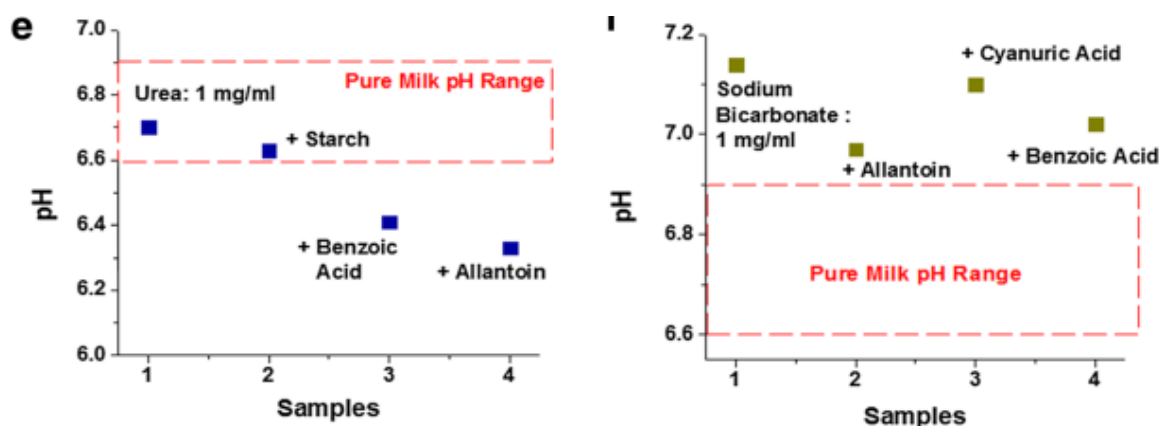 e
7.0
6.8
6.6
6.4
6.2
6.0
pH
Pure Milk pH Range
Urea: 1 mg/ml
+ Starch
+ Benzoic
Acid
+ Allantoin
1 2 3 4
Samples
7.2
7.0
6.8
6.6
pH
+ Cyanuric Acid
Sodium
Bicarbonate :
1 mg/ml
+ Benzoic Acid
+ Allantoin
Pure Milk pH Range
1 2 3 4
Samples